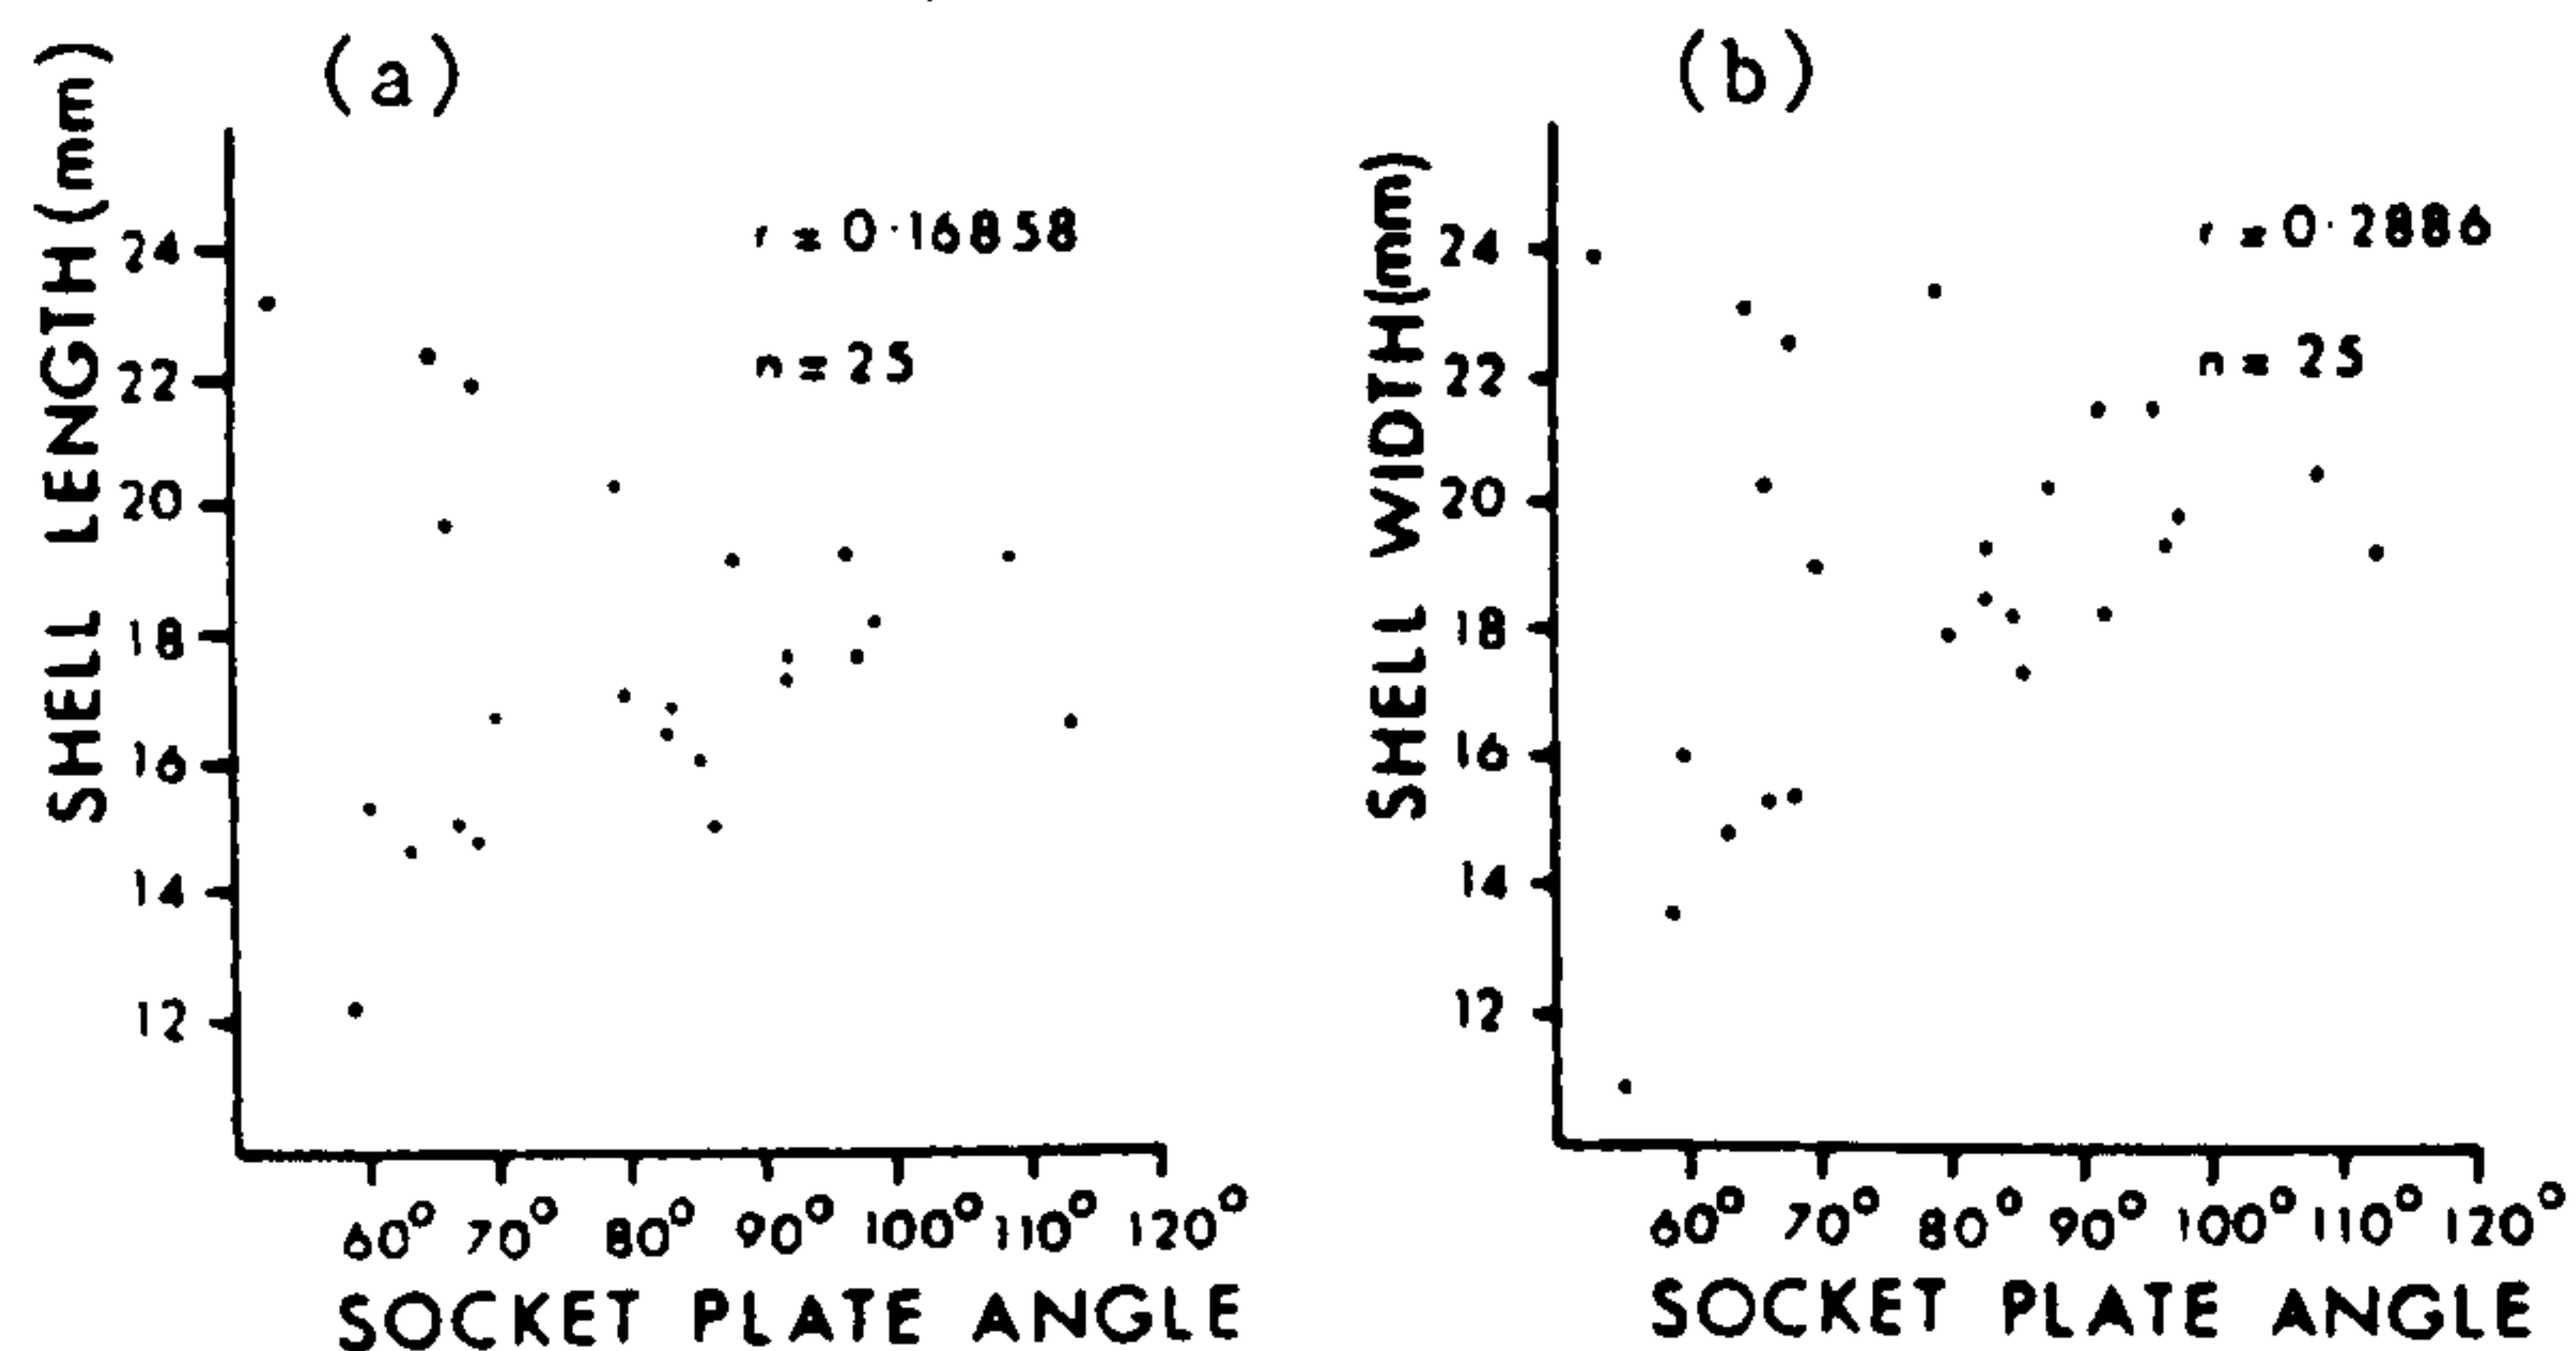 (a)
SHELL LENGTH (mm)
24
22
20
18
16
14
12
r = 0·16858
n = 25
60° 70° 80° 90° 100° 110° 120°
SOCKET PLATE ANGLE
(b)
SHELL WIDTH (mm)
24
22
20
18
16
14
12
r = 0·2886
n = 25
60° 70° 80° 90° 100° 110° 120°
SOCKET PLATE ANGLE